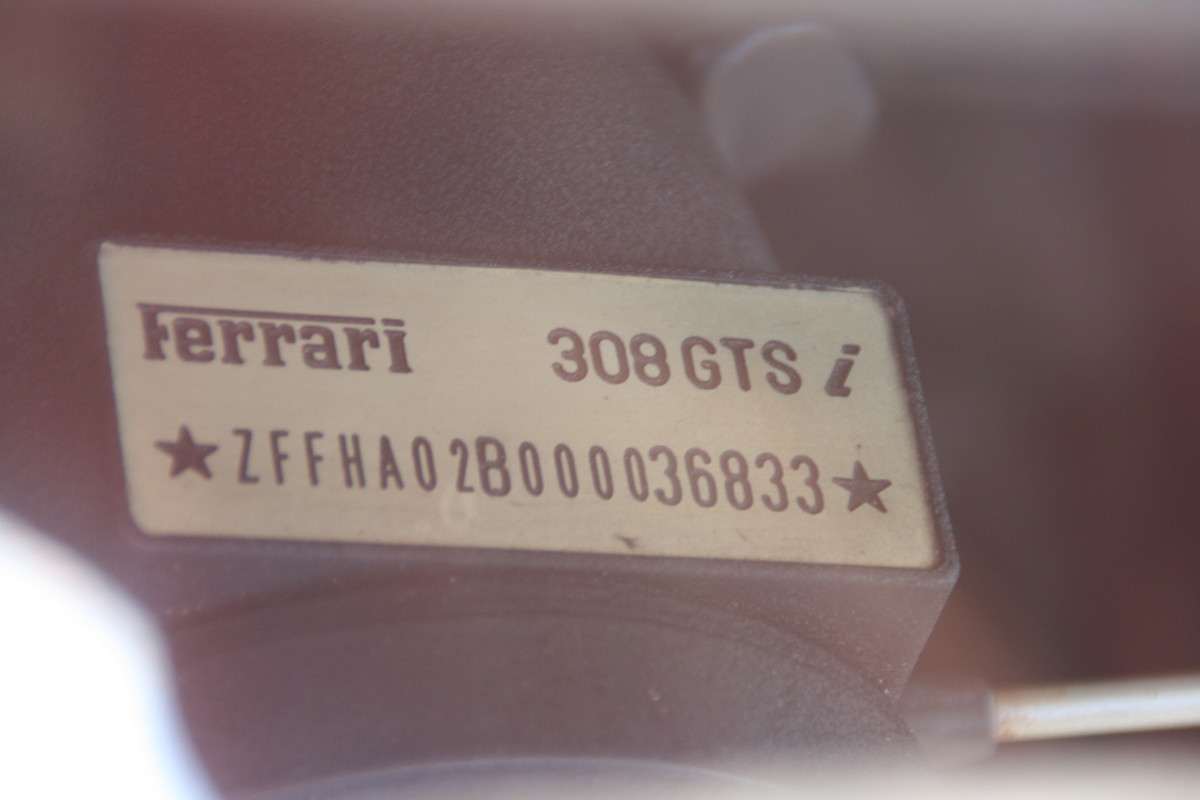 Ferrari 308 GTS i
★ZFFHA02B000036833★